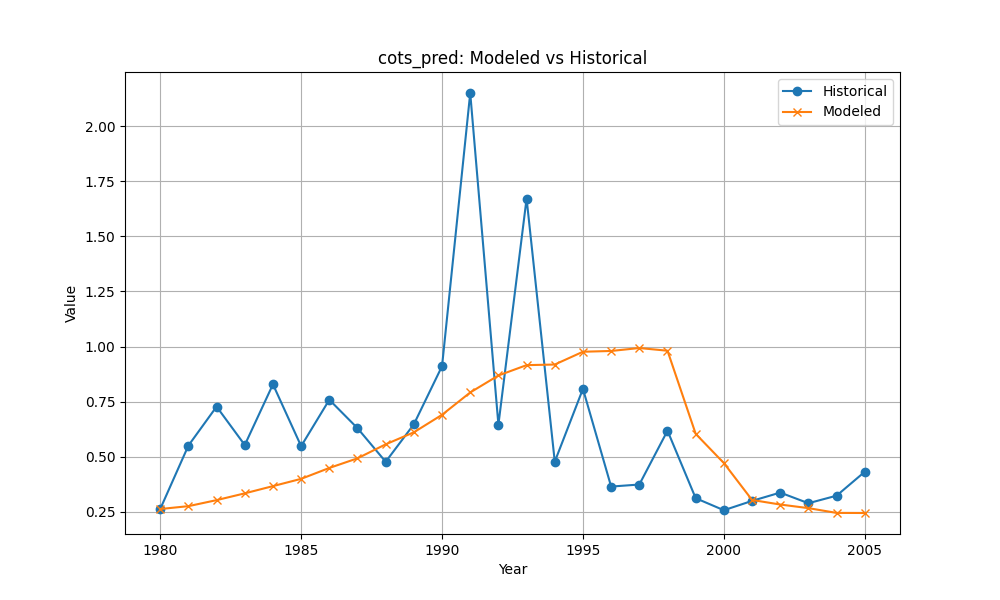 cots_pred: Modeled vs Historical
Historical
Modeled
Value
2.00
1.75
1.50
1.25
1.00
0.75
0.50
0.25
1980 1985 1990 1995 2000 2005
Year